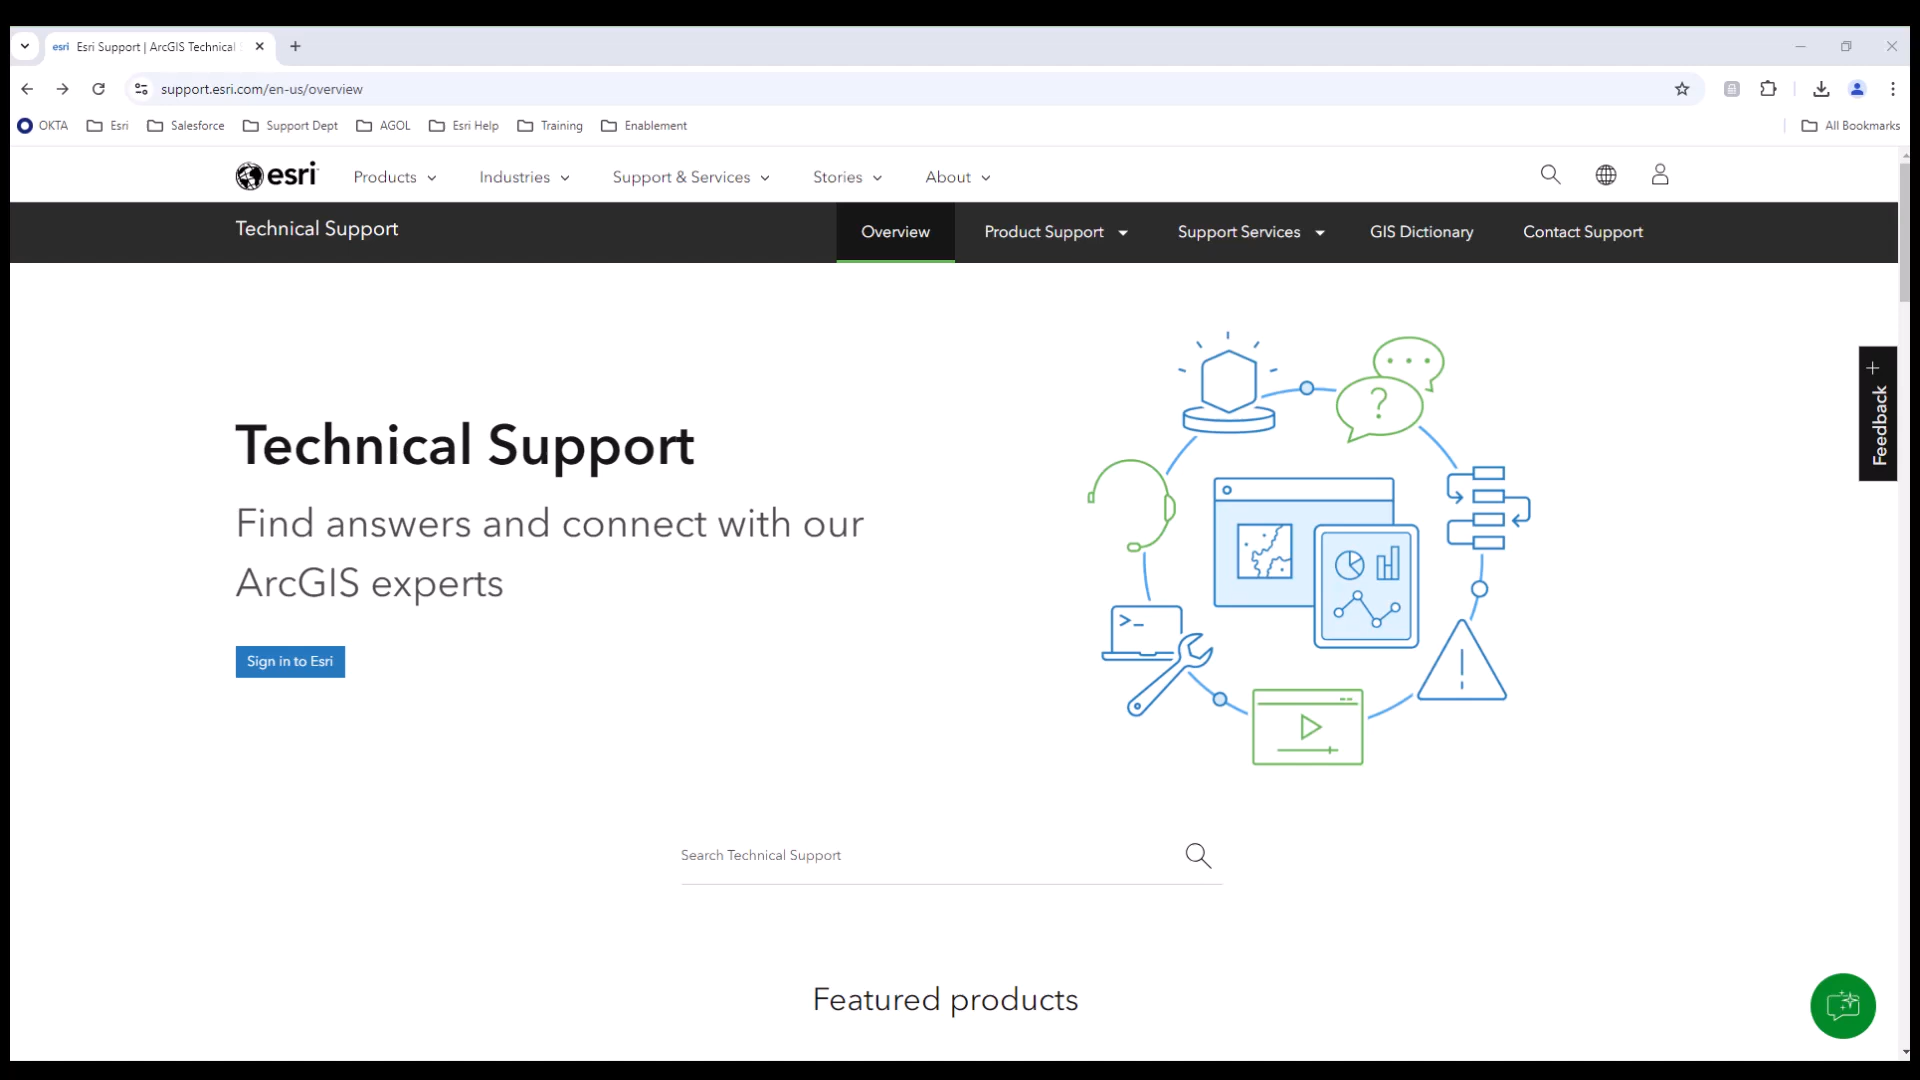 esri Esri Support | ArcGIS Technical
support.esri.com/en-us/overview
OKTA Esri Salesforce Support Dept AGOL Esri Help Training Enablement All Bookmarks
esri Products Industries Support & Services Stories About
Technical Support Overview Product Support Support Services GIS Dictionary Contact Support
Feedback
Technical Support
Find answers and connect with our
ArcGIS experts
Sign in to Esri
Search Technical Support
Featured products